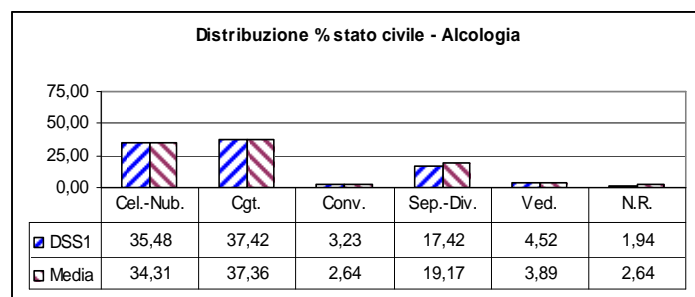 Distribuzione % stato civile - Alcologia
75,00
50,00
25,00
0,00
Cel.-Nub. Cgt. Conv. Sep.-Div. Ved. N.R.
DSS1 35,48 37,42 3,23 17,42 4,52 1,94
Media 34,31 37,36 2,64 19,17 3,89 2,64